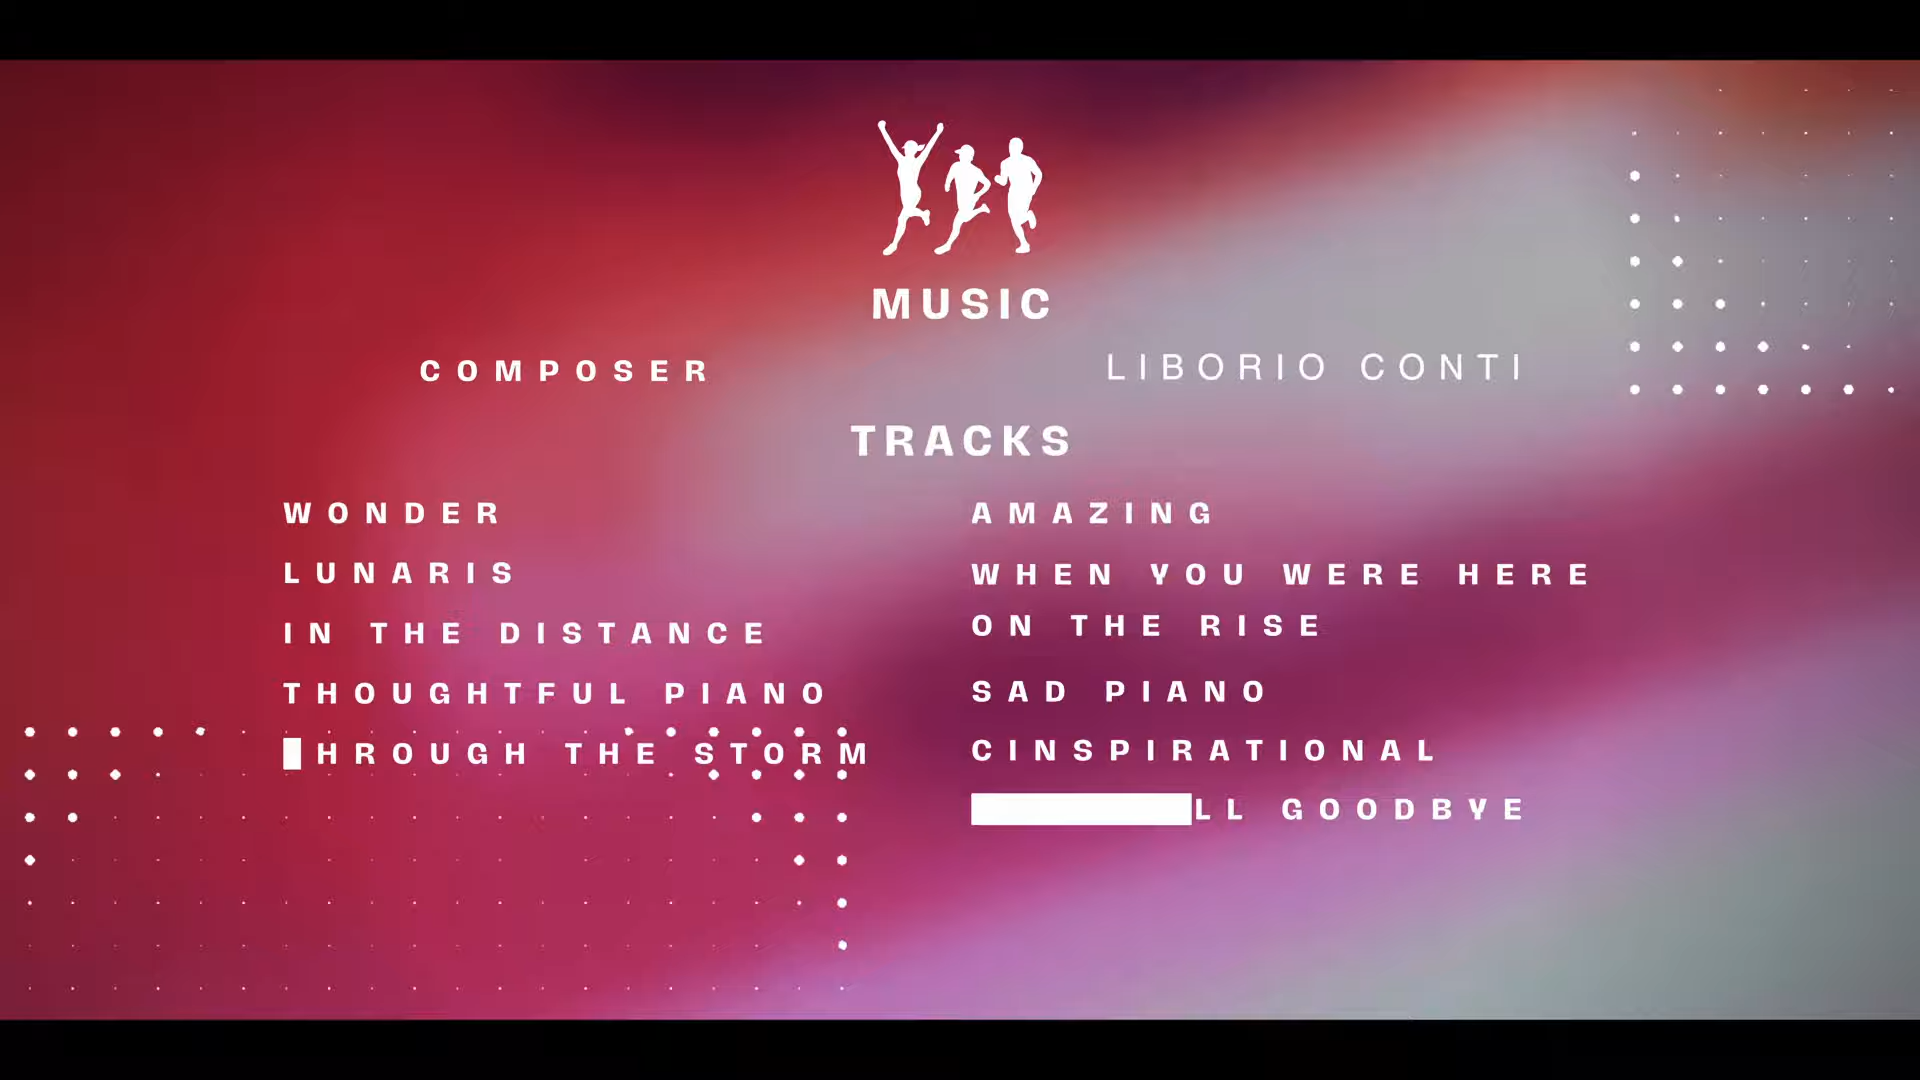 MUSIC
COMPOSER LIBORIO CONTI
TRACKS
WONDER
LUNARIS
IN THE DISTANCE
THOUGHTFUL PIANO
HROUGH THE STORM
AMAZING
WHEN YOU WERE HERE
ON THE RISE
SAD PIANO
CINSPIRATIONAL
LL GOODBYE